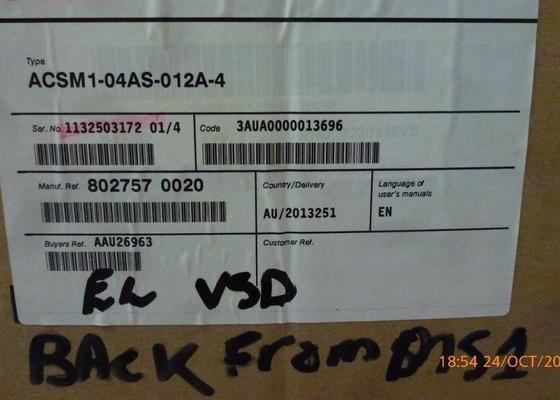 Type
ACSM1-04AS-012A-4
Ser. No. 1132503172 01/4
Code 3AUA0000013696
Manuf. Ref. 802757 0020
Country/Delivery
AU/2013251
Language of
user's manuals
EN
Buyers Ref. AAU26963
Customer Ref.
EL VSD
BACK From
18:54 24/OCT/20